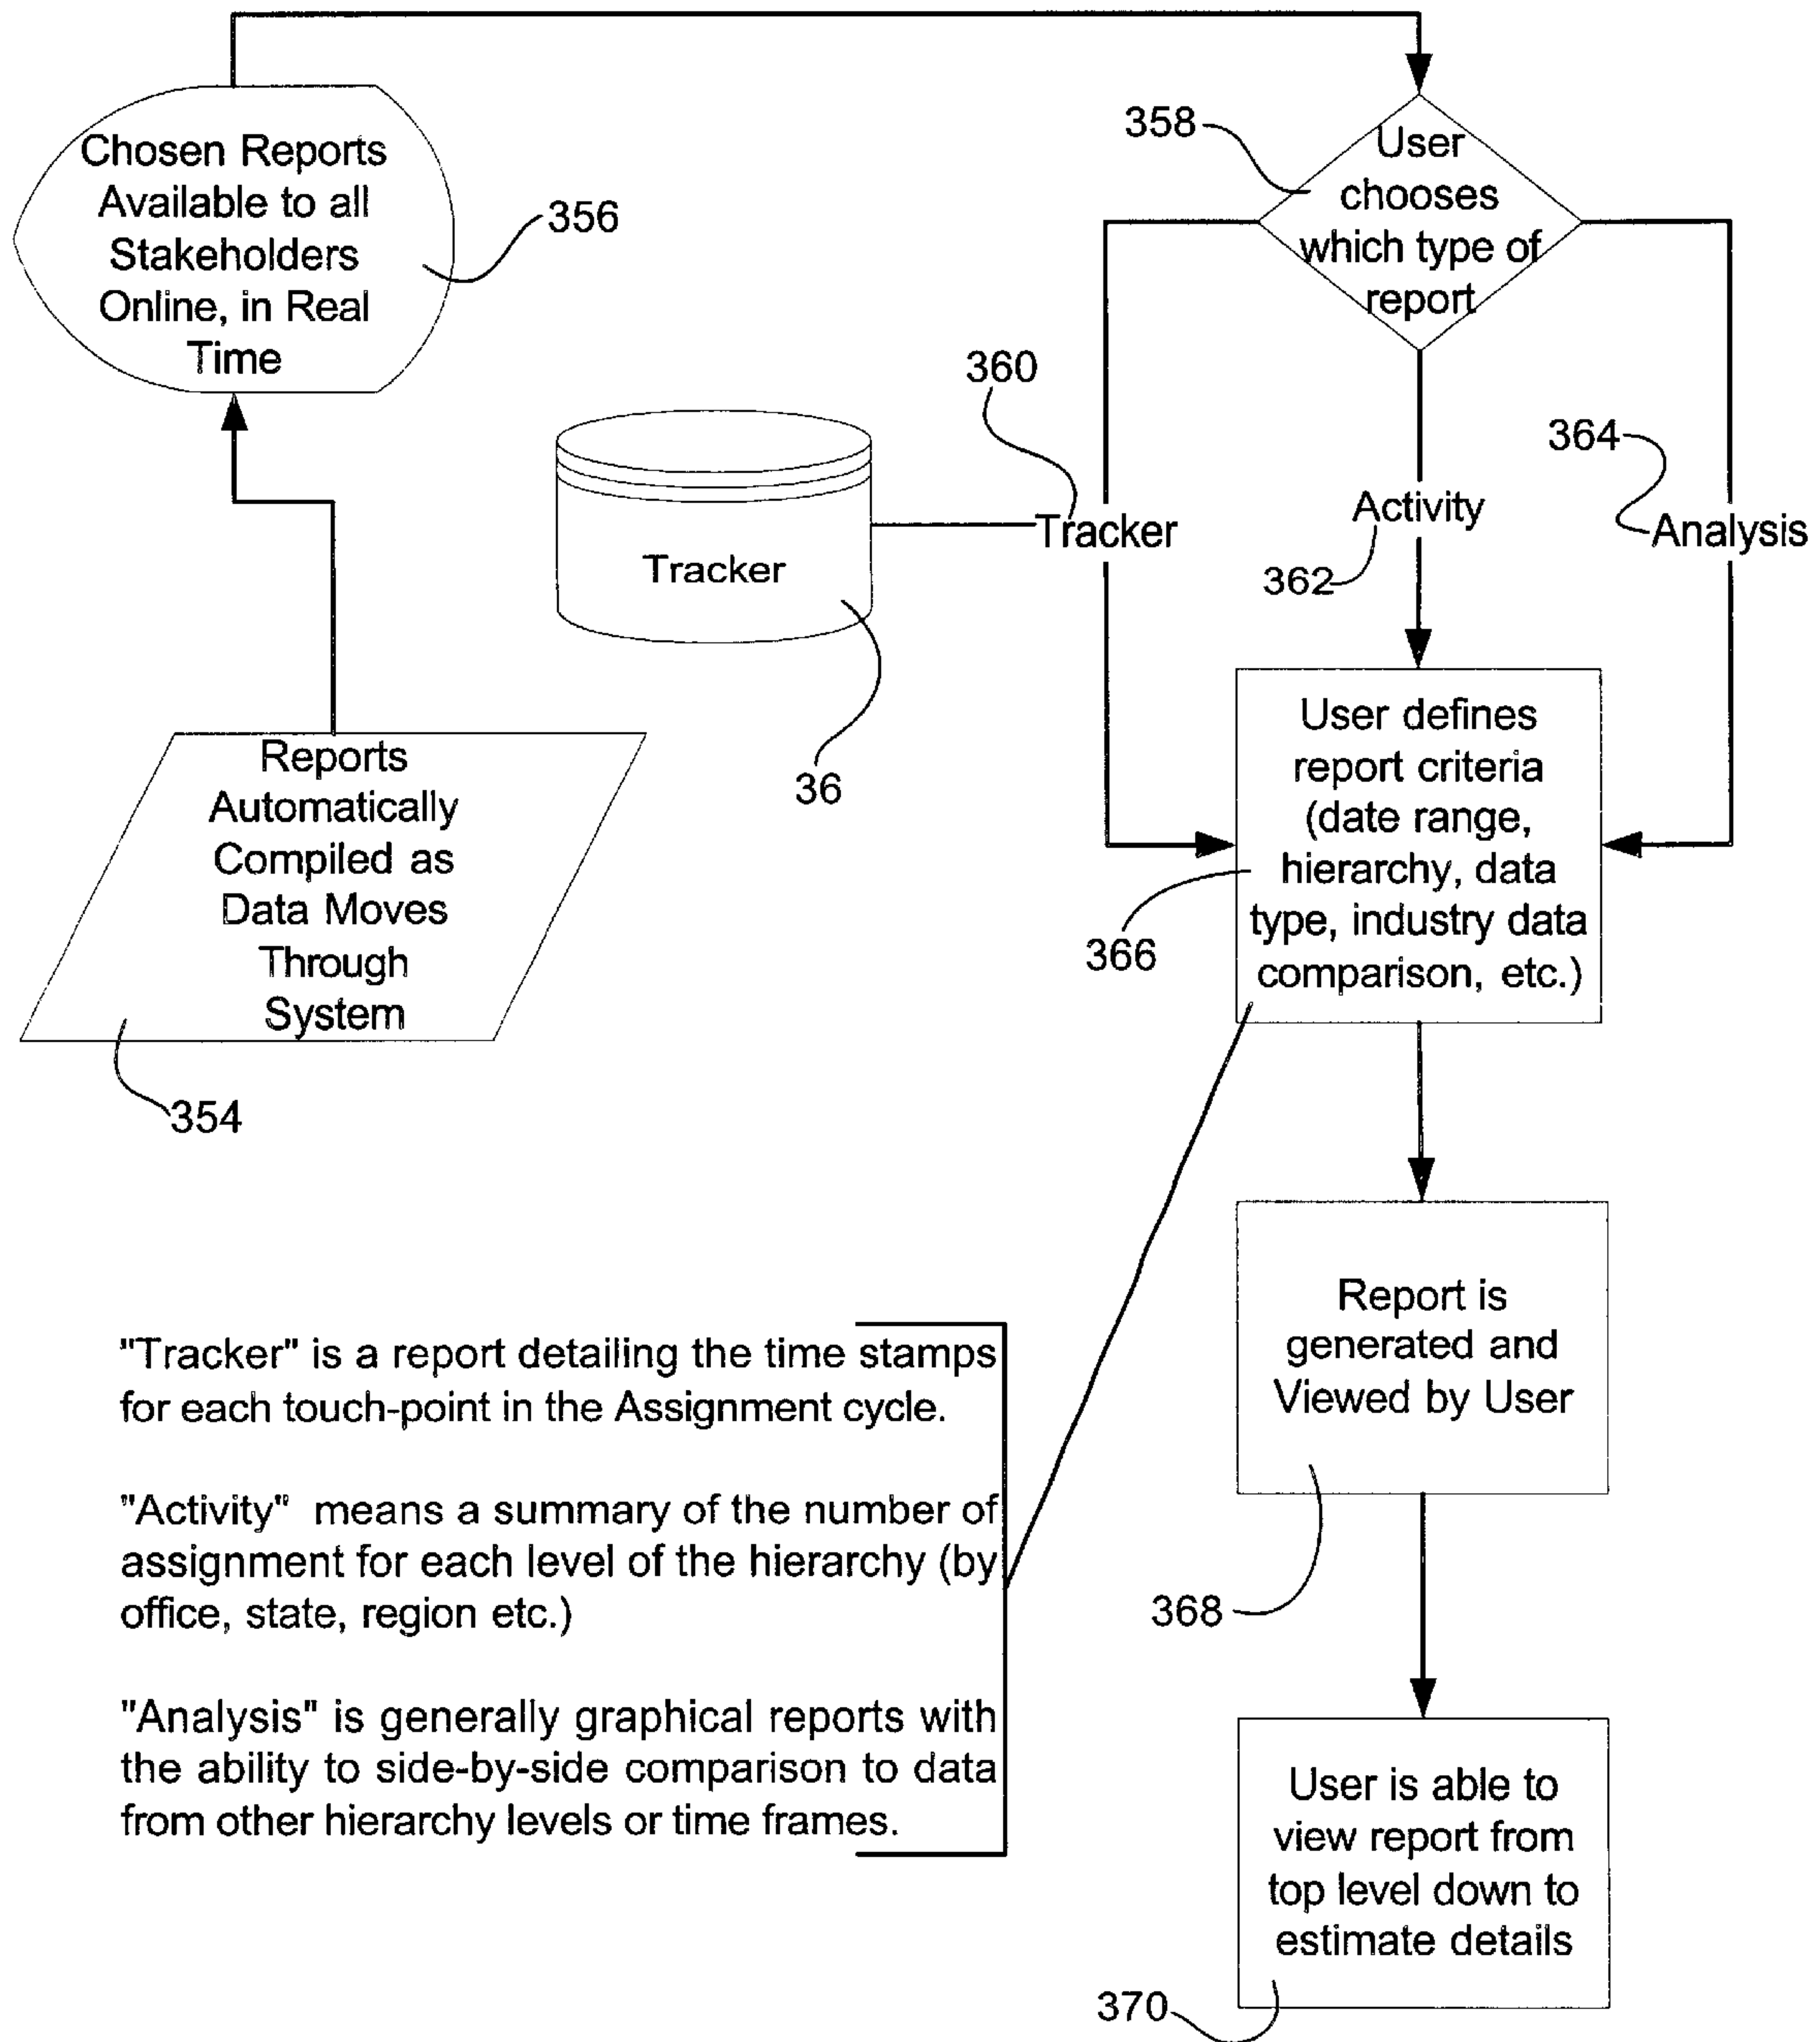 Chosen Reports
Available to all
Stakeholders
Online, in Real
Time
356
358
User
chooses
which type of
report
360
Tracker
Activity
362
364
Analysis
Tracker
36
Reports
Automatically
Compiled as
Data Moves
Through
System
354
User defines
report criteria
(date range,
hierarchy, data
type, industry data
comparison, etc.)
366
Report is
generated and
Viewed by User
368
"Tracker" is a report detailing the time stamps
for each touch-point in the Assignment cycle.
"Activity" means a summary of the number of
assignment for each level of the hierarchy (by
office, state, region etc.)
"Analysis" is generally graphical reports with
the ability to side-by-side comparison to data
from other hierarchy levels or time frames.
User is able to
view report from
top level down to
estimate details
370